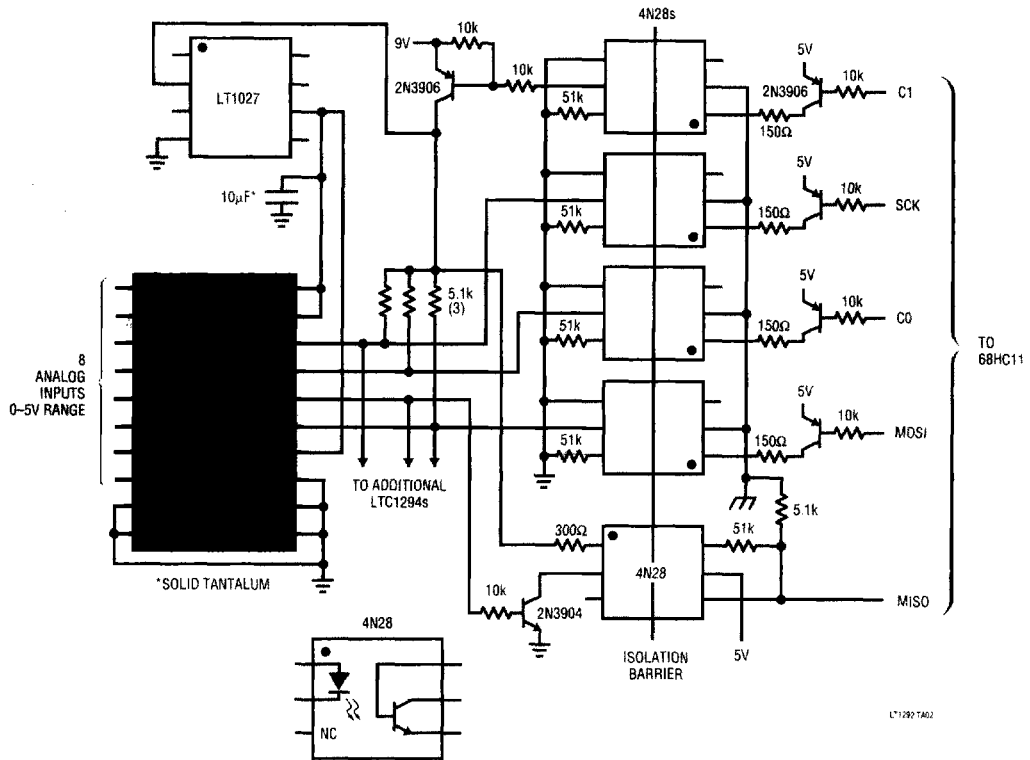 4N28s
9V
10k
LT1027
2N3906
10k
51k
5V
2N3906
10k
C1
150Ω
10µF*
51k
5V
10k
SCK
150Ω
5.1k
(3)
51k
5V
10k
C0
150Ω
8
ANALOG
INPUTS
0~5V RANGE
TO
68HC11
51k
5V
10k
MOSI
150Ω
TO ADDITIONAL
LTC1294s
*SOLID TANTALUM
300Ω
4N28
51k
5.1k
10k
2N3904
MISO
5V
ISOLATION
BARRIER
4N28
NC
LT1292 TA02